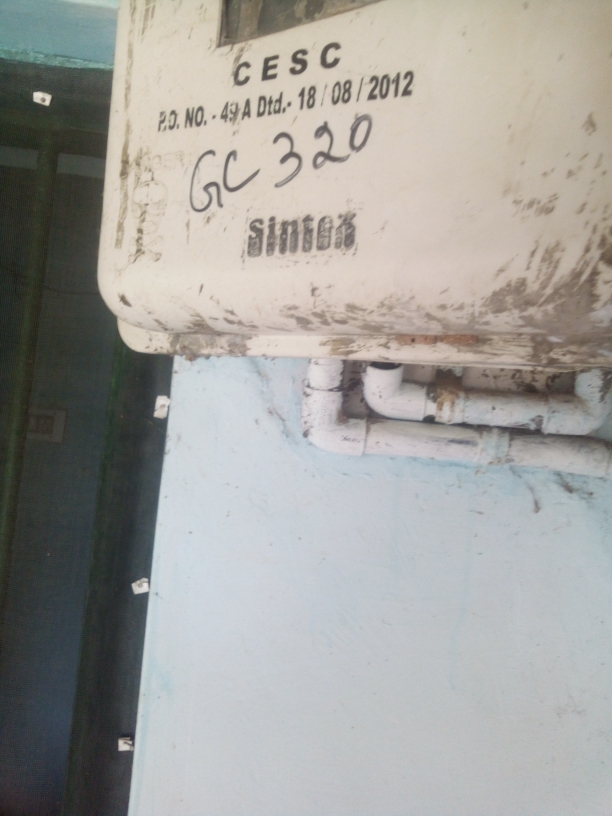 CESC
P.O. NO. - 49 A Dtd.- 18 / 08 / 2012
GC 320
Sintex